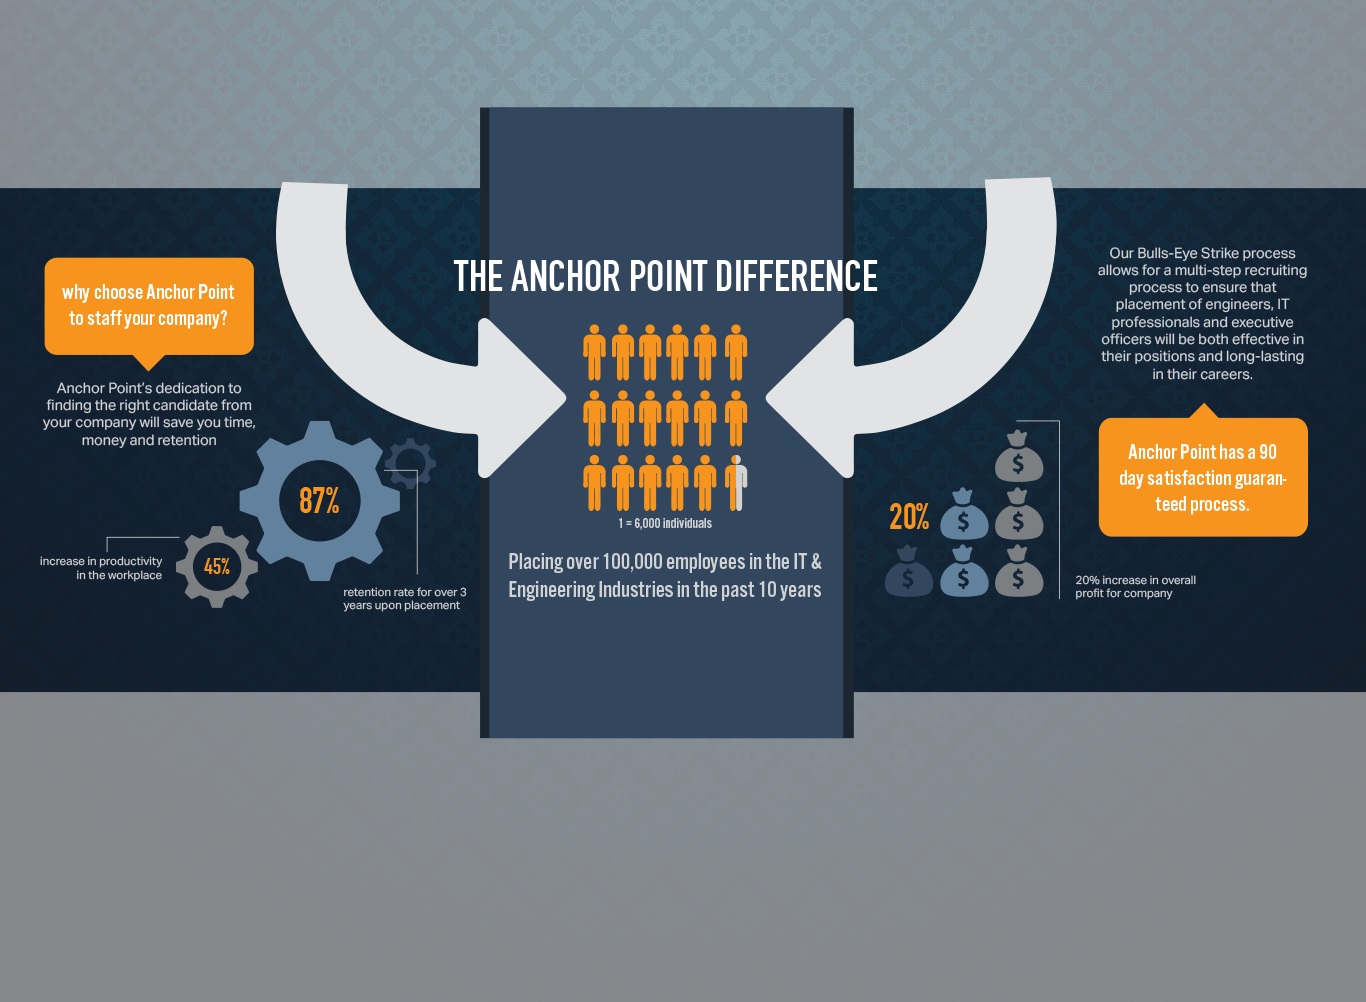 THE ANCHOR POINT DIFFERENCE
why choose Anchor Point
to staff your company?
Anchor Point's dedication to
finding the right candidate from
your company will save you time,
money and retention
87%
45%
increase in productivity
in the workplace
retention rate for over 3
years upon placement
1 = 6,000 individuals
Placing over 100,000 employees in the IT &
Engineering Industries in the past 10 years
Our Bulls-Eye Strike process
allows for a multi-step recruiting
process to ensure that
placement of engineers, IT
professionals and executive
officers will be both effective in
their positions and long-lasting
in their careers.
Anchor Point has a 90
day satisfaction guaran-
teed process.
20%
$
$
$
$
$
$
20% increase in overall
profit for company